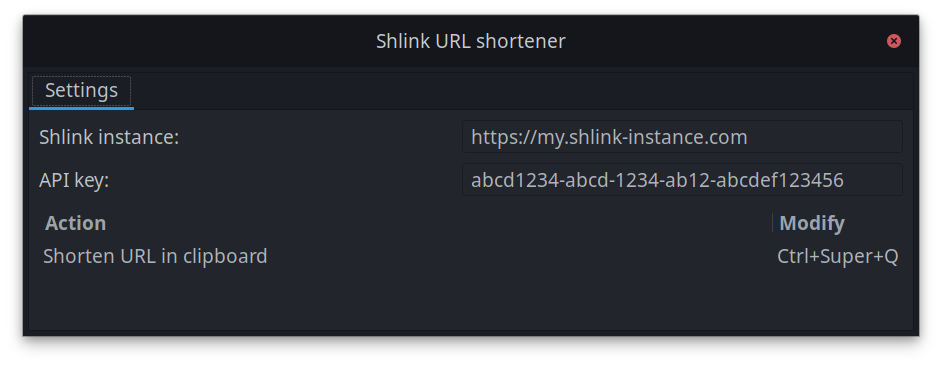 Shlink URL shortener
Settings
Shlink instance: https://my.shlink-instance.com
API key: abcd1234-abcd-1234-ab12-abcdef123456
Action Modify
Shorten URL in clipboard Ctrl+Super+Q